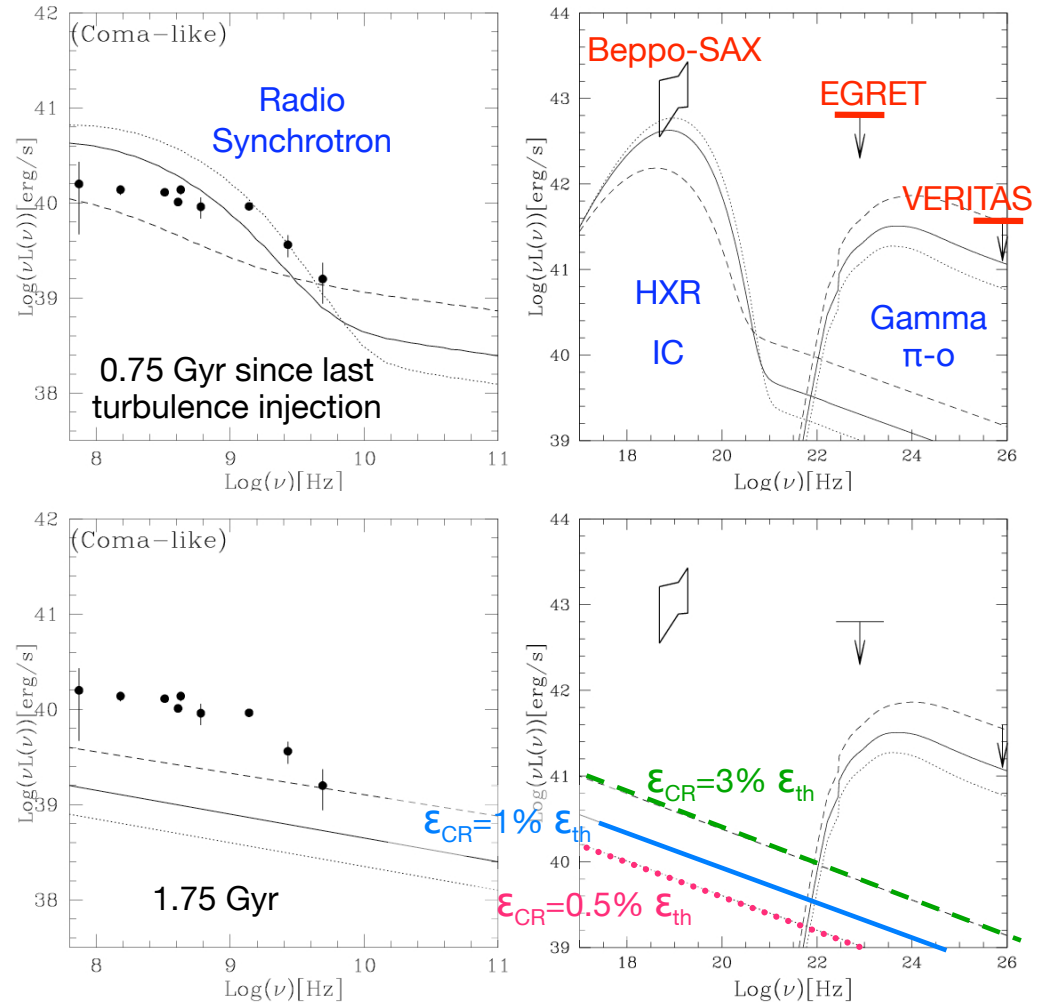 (Coma-like)
Radio
Synchrotron
0.75 Gyr since last
turbulence injection
Log(νL(ν))[erg/s]
42
41
40
39
38
8
9
10
11
Log(ν)[Hz]
Beppo-SAX
EGRET
VERITAS
HXR
IC
Gamma
π-o
Log(νL(ν))[erg/s]
44
43
42
41
40
39
18
20
22
24
26
Log(ν)[Hz]
(Coma-like)
1.75 Gyr
Log(νL(ν))[erg/s]
42
41
40
39
38
8
9
10
11
Log(ν)[Hz]
Log(νL(ν))[erg/s]
44
43
42
41
40
39
εCR=3% εth
εCR=1% εth
εCR=0.5% εth
18
20
22
24
26
Log(ν)[Hz]